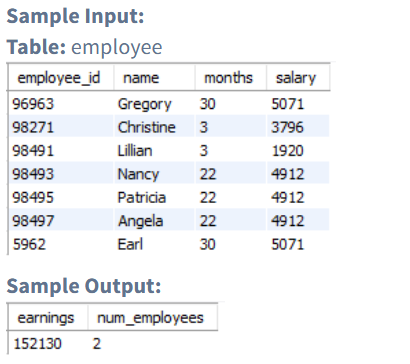 Sample Input:
Table: employee
employee_id name months salary
96963 Gregory 30 5071
98271 Christine 3 3796
98491 Lillian 3 1920
98493 Nancy 22 4912
98495 Patricia 22 4912
98497 Angela 22 4912
5962 Earl 30 5071
Sample Output:
earnings num_employees
152130 2